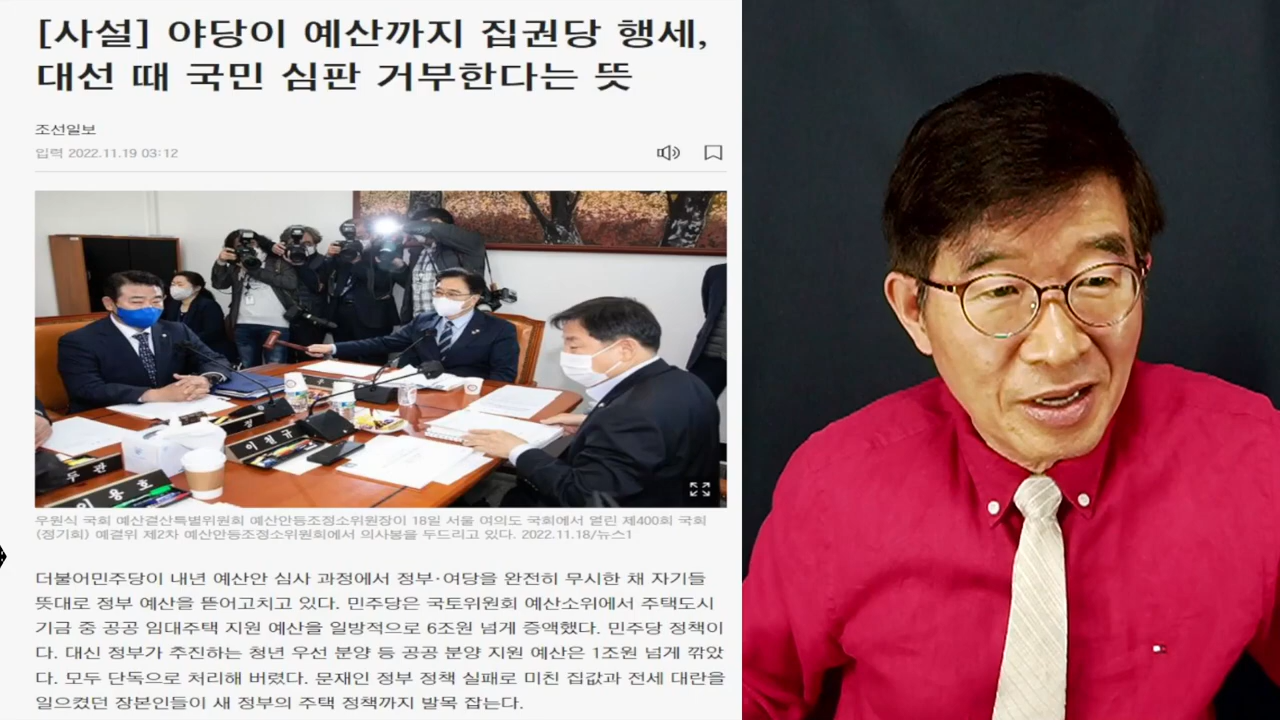 [사설] 야당이 예산까지 집권당 행세,
대선 때 국민 심판 거부한다는 뜻
조선일보
입력 2022.11.19 03:12
이철규
두관
이용호
우원식 국회 예산결산특별위원회 예산안등조정소위원장이 18일 서울 여의도 국회에서 열린 제400회 국회
(정기회) 예결위 제2차 예산안등조정소위원회에서 의사봉을 두드리고 있다. 2022.11.18/뉴스1
더불어민주당이 내년 예산안 심사 과정에서 정부·여당을 완전히 무시한 채 자기들
뜻대로 정부 예산을 뜯어고치고 있다. 민주당은 국토위원회 예산소위에서 주택도시
기금 중 공공 임대주택 지원 예산을 일방적으로 6조원 넘게 증액했다. 민주당 정책이
다. 대신 정부가 추진하는 청년 우선 분양 등 공공 분양 지원 예산은 1조원 넘게 깎았
다. 모두 단독으로 처리해 버렸다. 문재인 정부 정책 실패로 미친 집값과 전세 대란을
일으켰던 장본인들이 새 정부의 주택 정책까지 발목 잡는다.